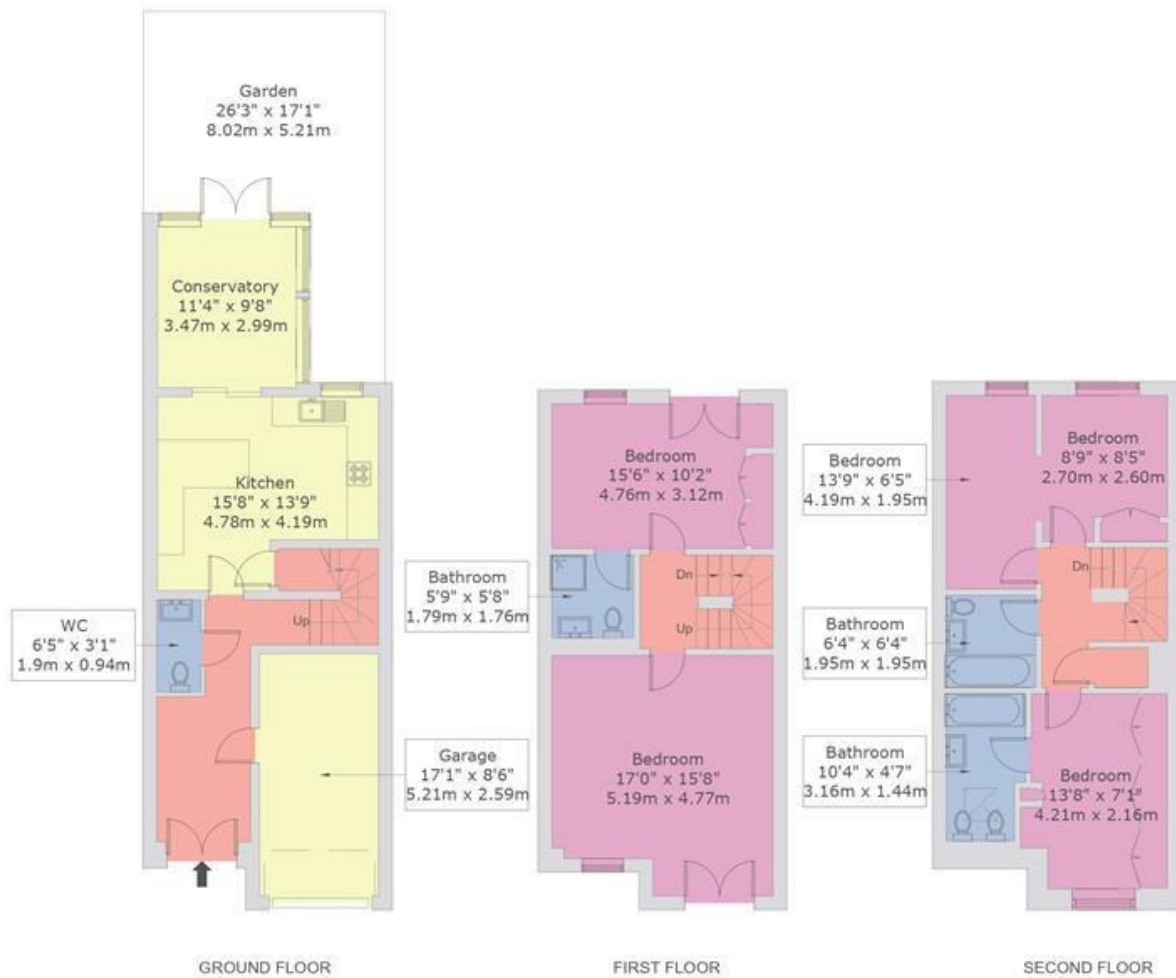 Garden
26'3" x 17'1"
8.02m x 5.21m
Conservatory
11'4" x 9'8"
3.47m x 2.99m
Kitchen
15'8" x 13'9"
4.78m x 4.19m
WC
6'5" x 3'1"
1.9m x 0.94m
Up
Garage
17'1" x 8'6"
5.21m x 2.59m
GROUND FLOOR
Bedroom
15'6" x 10'2"
4.76m x 3.12m
Bathroom
5'9" x 5'8"
1.79m x 1.76m
Dn
Up
Bedroom
17'0" x 15'8"
5.19m x 4.77m
FIRST FLOOR
Bedroom
13'9" x 6'5"
4.19m x 1.95m
Bedroom
8'9" x 8'5"
2.70m x 2.60m
Dn
Bathroom
6'4" x 6'4"
1.95m x 1.95m
Bathroom
10'4" x 4'7"
3.16m x 1.44m
Bedroom
13'8" x 7'1"
4.21m x 2.16m
SECOND FLOOR